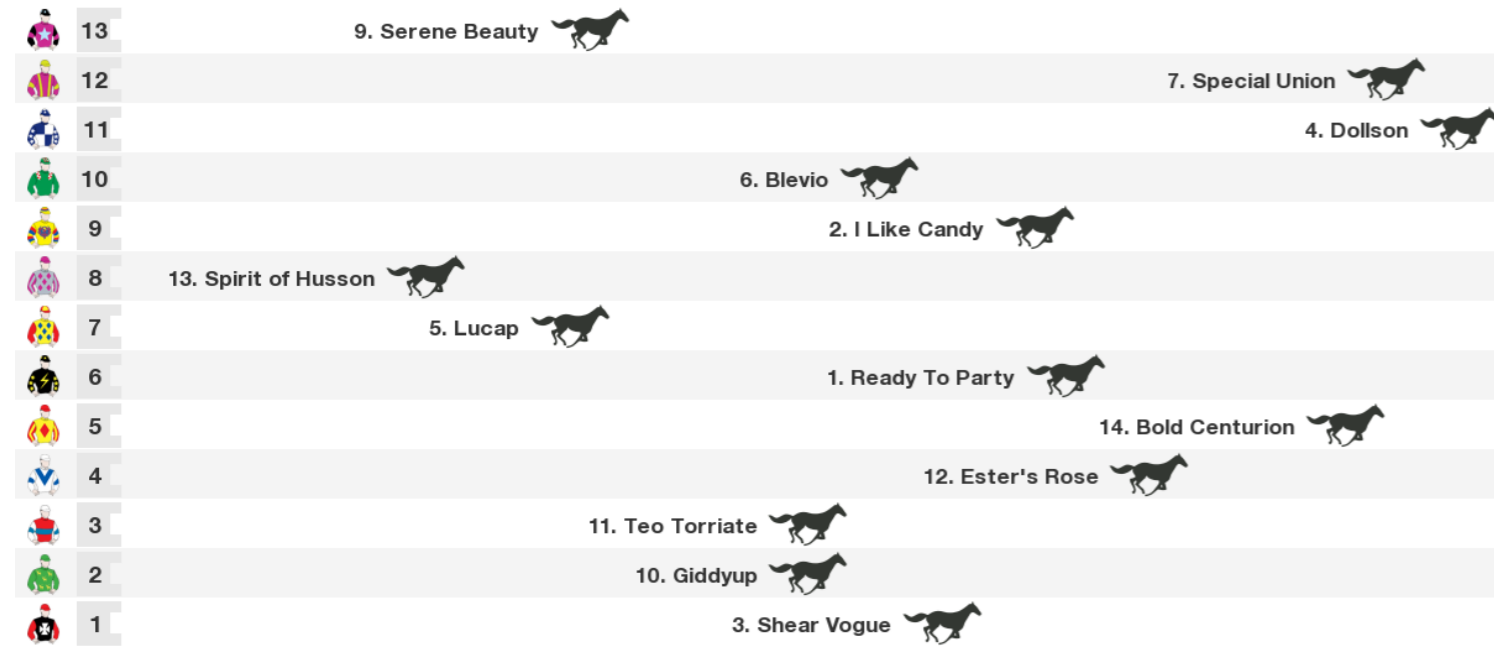 13 9. Serene Beauty
12 7. Special Union
11 4. Dollson
10 6. Blevio
9 2. I Like Candy
8 13. Spirit of Husson
7 5. Lucap
6 1. Ready To Party
5 14. Bold Centurion
4 12. Ester's Rose
3 11. Teo Torriate
2 10. Giddyup
1 3. Shear Vogue